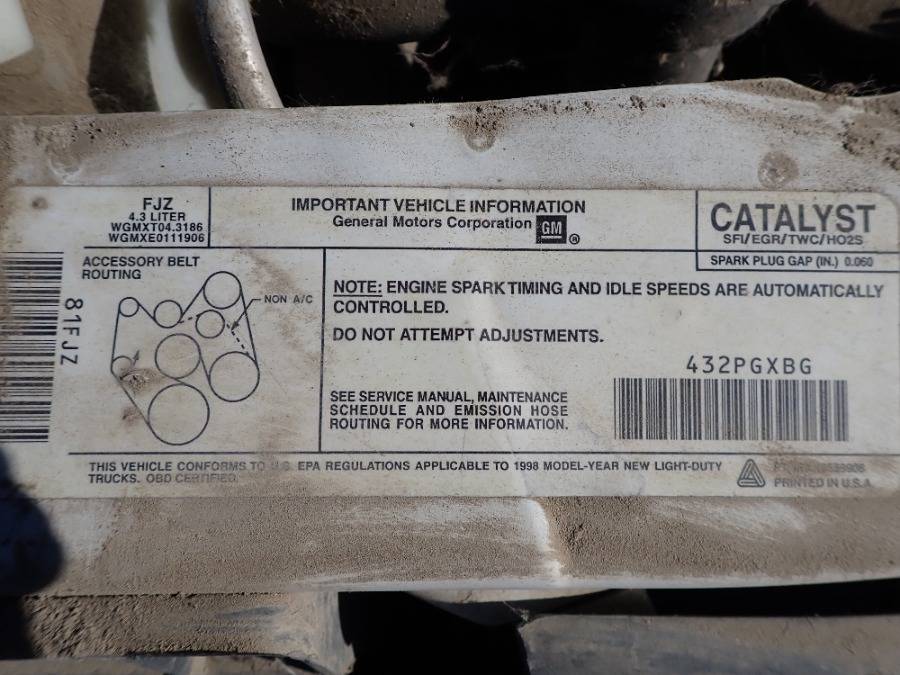 FJZ
4.3 LITER
WGMXT04.3186
WGMXE0111906
IMPORTANT VEHICLE INFORMATION
General Motors Corporation GM ®
CATALYST
SFI/EGR/TWC/HO2S
SPARK PLUG GAP (IN.) 0.060
ACCESSORY BELT
ROUTING
NON A/C
81FJZ
NOTE: ENGINE SPARK TIMING AND IDLE SPEEDS ARE AUTOMATICALLY
CONTROLLED.
DO NOT ATTEMPT ADJUSTMENTS.
SEE SERVICE MANUAL, MAINTENANCE
SCHEDULE AND EMISSION HOSE
ROUTING FOR MORE INFORMATION.
432PGXBG
THIS VEHICLE CONFORMS TO U.S. EPA REGULATIONS APPLICABLE TO 1998 MODEL-YEAR NEW LIGHT-DUTY
TRUCKS. OBD CERTIFIED.
PRINTED IN U.S.A.